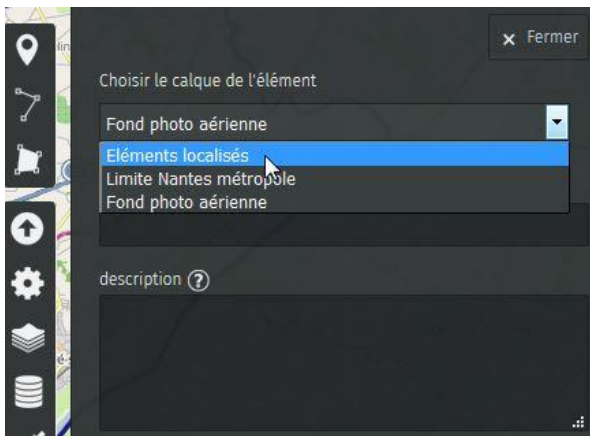 Fermer
Choisir le calque de l'élément
Fond photo aérienne
Eléments localisés
Limite Nantes métropole
Fond photo aérienne
description ?